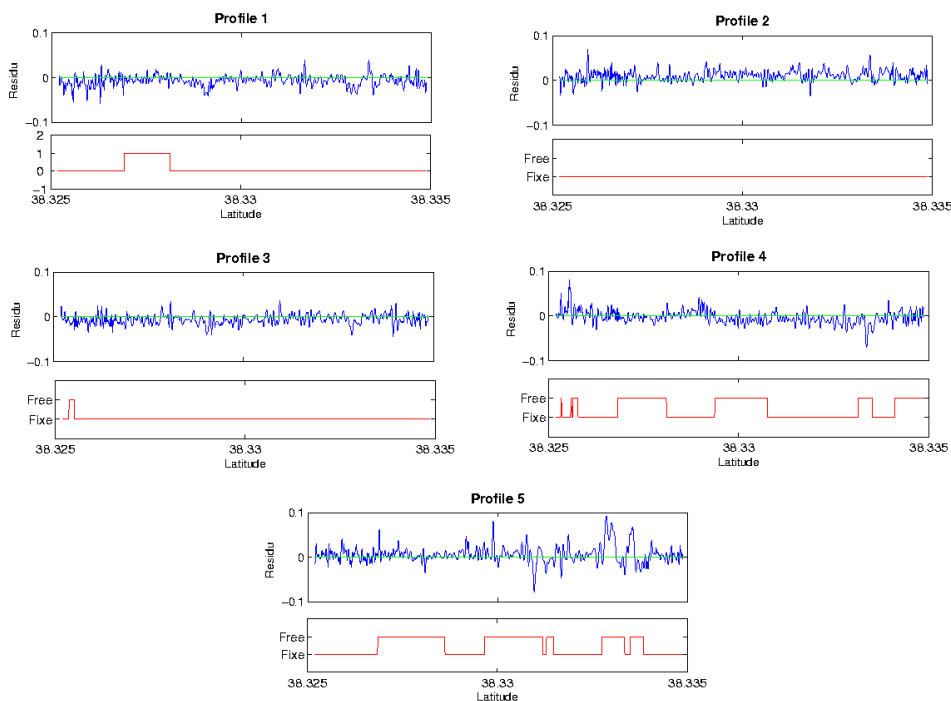 Profile 1
0.1
0
−0.1
Residu
2
1
0
−1
38.325
38.33
38.335
Latitude
Profile 2
0.1
0
−0.1
Residu
Free
Fixe
38.325
38.33
38.335
Latitude
Profile 3
0.1
0
−0.1
Residu
Free
Fixe
38.325
38.33
38.335
Latitude
Profile 4
0.1
0
−0.1
Residu
Free
Fixe
38.325
38.33
38.335
Latitude
Profile 5
0.1
0
−0.1
Residu
Free
Fixe
38.325
38.33
38.335
Latitude